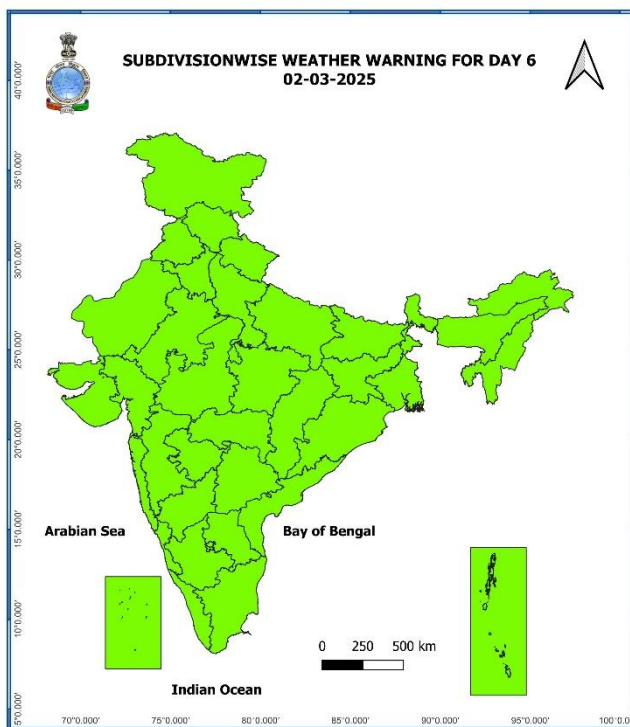 SUBDIVISIONWISE WEATHER WARNING FOR DAY 6
02-03-2025
40°0.000'
35°0.000'
30°0.000'
25°0.000'
20°0.000'
15°0.000'
10°0.000'
5°0.000'
Arabian Sea
Bay of Bengal
Indian Ocean
0 250 500 km
70°0.000' 75°0.000' 80°0.000' 85°0.000' 90°0.000' 95°0.000' 100°0.0